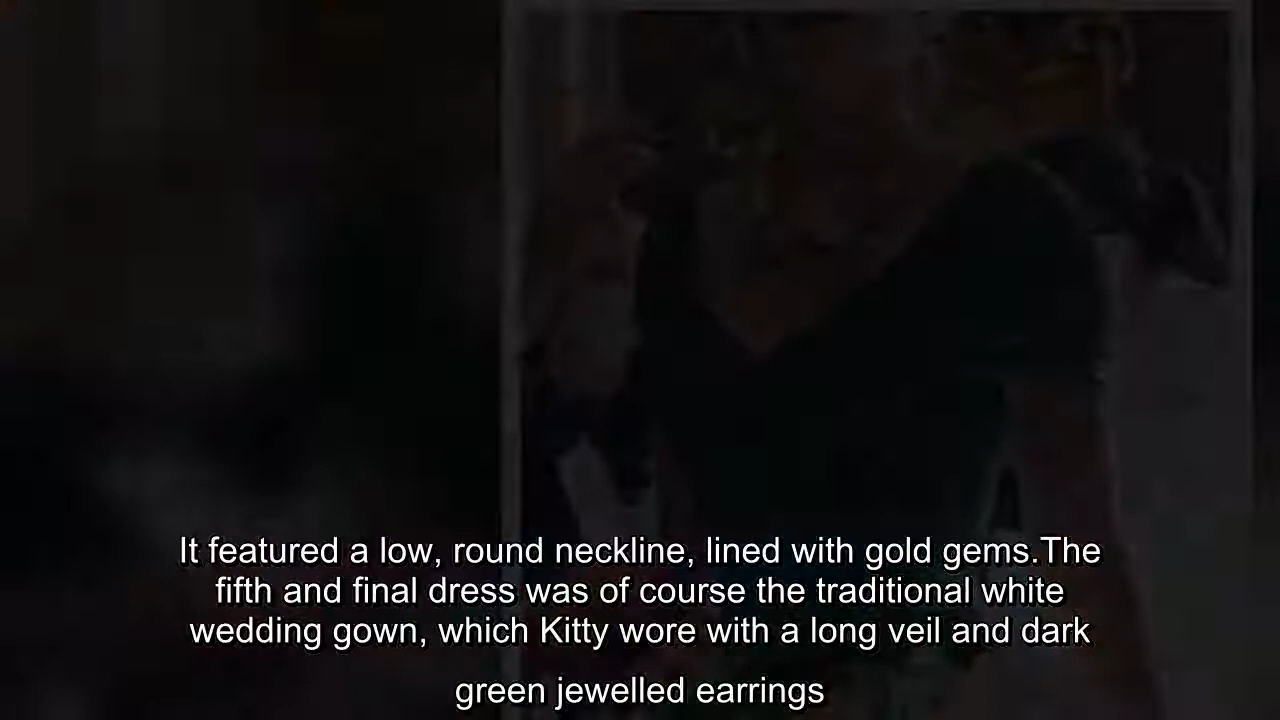 It featured a low, round neckline, lined with gold gems.The
fifth and final dress was of course the traditional white
wedding gown, which Kitty wore with a long veil and dark
green jewelled earrings